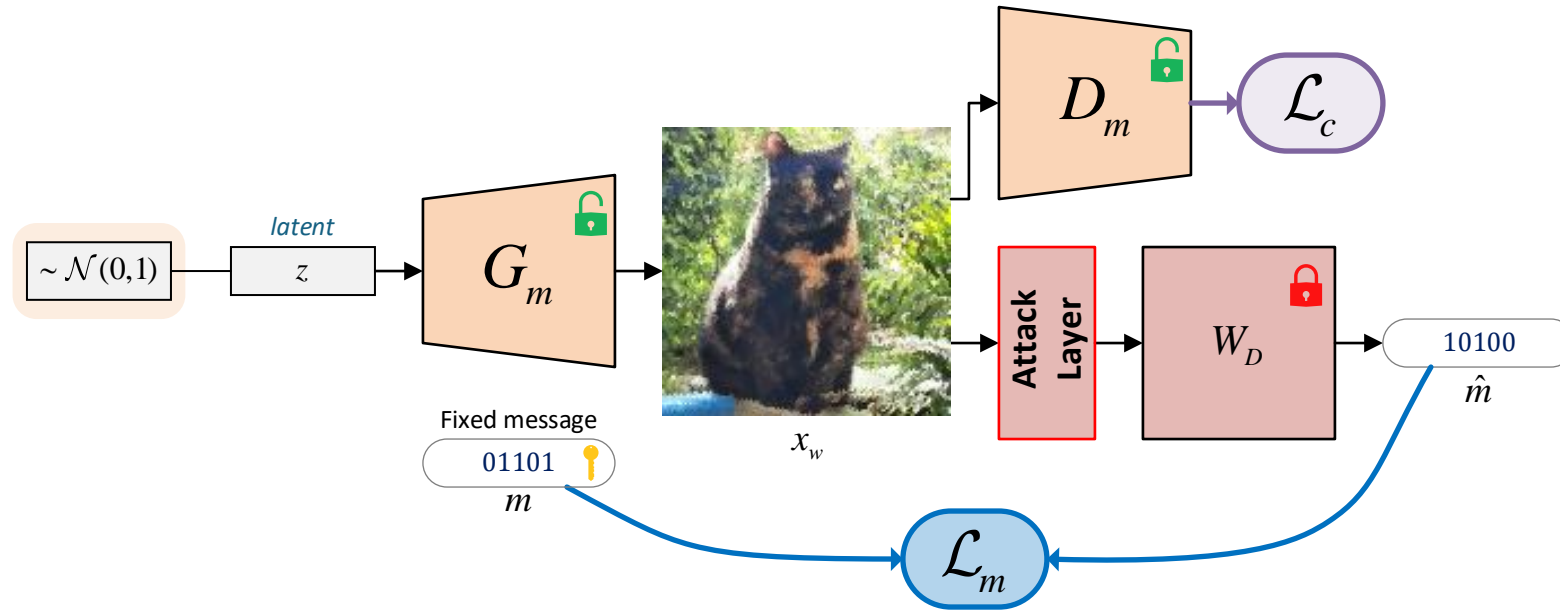 ~ 𝒩(0,1)
latent
z
G_m
Fixed message
01101
m
x_w
D_m
ℒ_c
Attack
Layer
W_D
10100
m̂
ℒ_m